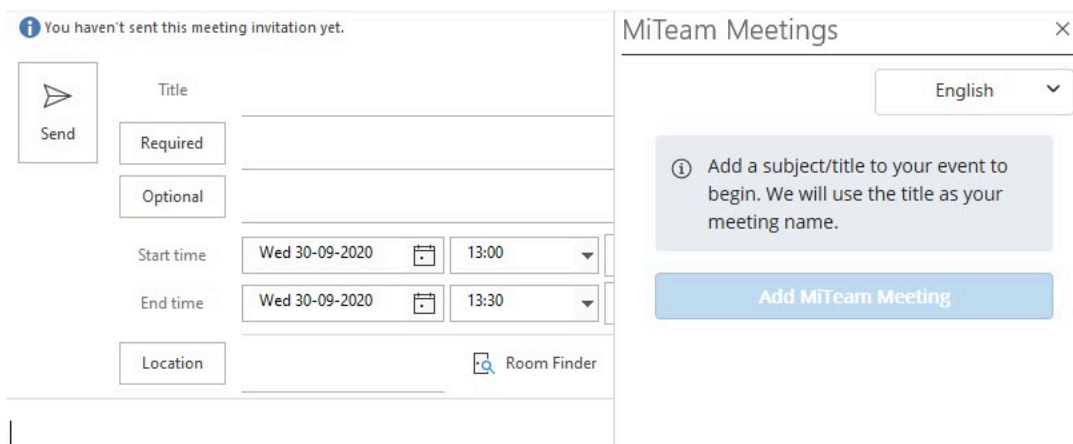 You haven't sent this meeting invitation yet.
Send
Title
Required
Optional
Start time
Wed 30-09-2020
13:00
End time
Wed 30-09-2020
13:30
Location
Room Finder
MiTeam Meetings
English
Add a subject/title to your event to
begin. We will use the title as your
meeting name.
Add MiTeam Meeting